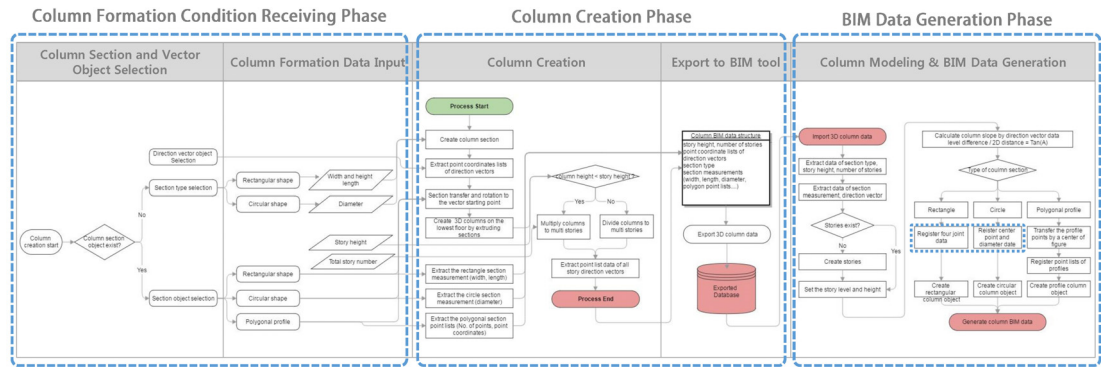 Column Formation Condition Receiving Phase
Column Creation Phase
BIM Data Generation Phase
Column Section and Vector
Object Selection
Column Formation Data Input
Column Creation
Export to BIM tool
Column Modeling & BIM Data Generation
Column
creation start
Column section
object exist?
No
Yes
Direction vector object
Selection
Section type selection
Section object selection
Rectangular shape
Circular shape
Width and height
length
Diameter
Story height
Total story number
Rectangular shape
Circular shape
Polygonal profile
Process Start
Create column section
Extract point coordinates lists
of direction vectors
Section transfer and rotation to
the vector starting point
Create 3D columns on the
lowest floor by extruding
sections
Extract the rectangle section
measurement (width, length)
Extract the circle section
measurement (diameter)
Extract the polygonal section
point lists (No. of points, point
coordinates)
column height < story height ?
Yes
No
Multiply columns
to multi stories
Divide columns to
multi stories
Extract point list data of all
story direction vectors
Process End
Column BIM data structure
story height, number of stories
point coordinate lists of
direction vectors
section type
section measurements
(width, length, diameter,
polygon point lists...)
Export 3D column data
Exported
Database
Import 3D column data
Extract data of section type,
story height, number of stories
Extract data of section
measurement, direction vector
Stories exist?
No
Yes
Create stories
Set the story level and height
Calculate column slope by direction vector data
level difference / 2D distance = Tan(A)
Type of coulmn section
Rectangle
Circle
Polygonal profile
Register four joint
data
Reister center
point and
diameter date
Transfer the profile
points by a center of
figure
Register point lists of
profiles
Create
rectangular
column object
Create circular
column object
Create profile column
object
Generate column BIM data